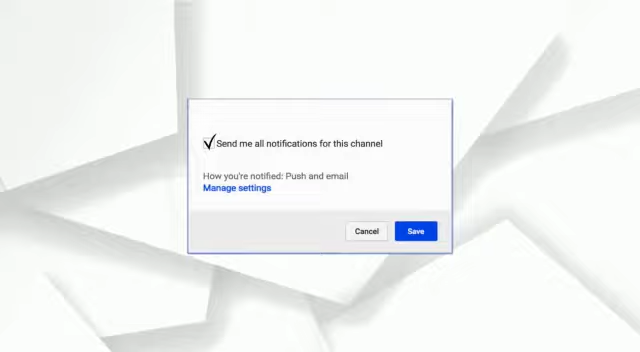 Send me all notifications for this channel
How you're notified: Push and email
Manage settings
Cancel
Save